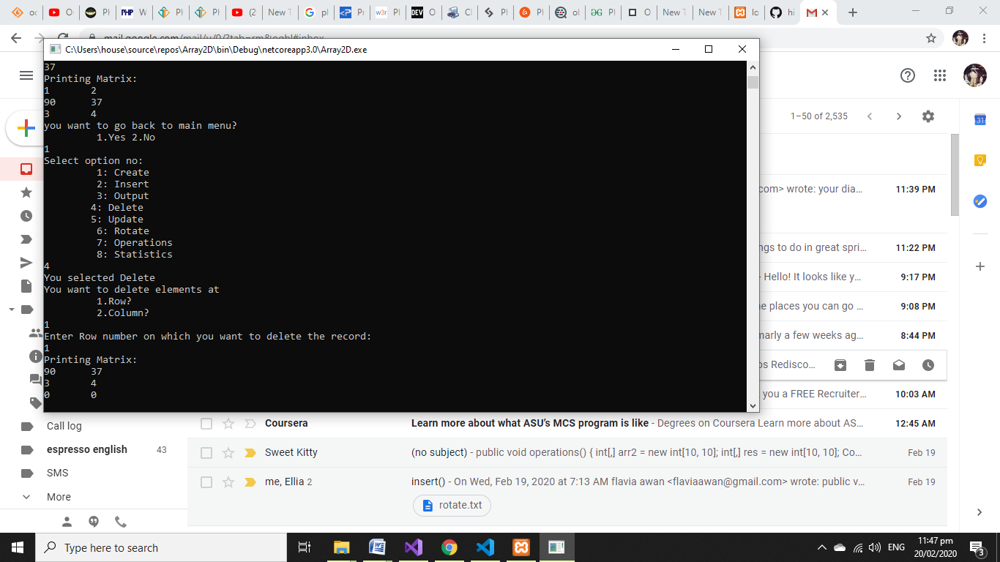 oc
O
Ph
W
Ph
Ph
(2
New T
pl
Pr
Pl
O
Cl
Ph
Pl
ol
Ph
O
New T
New T
lo
hi
mail.google.com/mail/u/0/?tab=rm&ogbl#inbox
C:\Users\house\source\repos\Array2D\bin\Debug\netcoreapp3.0\Array2D.exe
37
Printing Matrix:
1 2
90 37
3 4
you want to go back to main menu?
1.Yes 2.No
1
Select option no:
1: Create
2: Insert
3: Output
4: Delete
5: Update
6: Rotate
7: Operations
8: Statistics
4
You selected Delete
You want to delete elements at
1.Row?
2.Column?
1
Enter Row number on which you want to delete the record:
1
Printing Matrix:
90 37
3 4
0 0
1–50 of 2,535
31
com> wrote: your dia… 11:39 PM
ngs to do in great spri… 11:22 PM
- Hello! It looks like y… 9:17 PM
ne places you can go … 9:08 PM
marly a few weeks ag… 8:44 PM
os Redisco…
you a FREE Recruiter… 10:03 AM
Coursera Learn more about what ASU's MCS program is like - Degrees on Coursera Learn more about AS… 12:45 AM
Sweet Kitty (no subject) - public void operations() { int[,] arr2 = new int[10, 10]; int[,] res = new int[10, 10]; Co… Feb 19
me, Ellia 2 insert() - On Wed, Feb 19, 2020 at 7:13 AM flavia awan <flaviaawan@gmail.com> wrote: public v… Feb 19
rotate.txt
Call log
espresso english 43
SMS
More
Type here to search
ENG
11:47 pm
20/02/2020
3